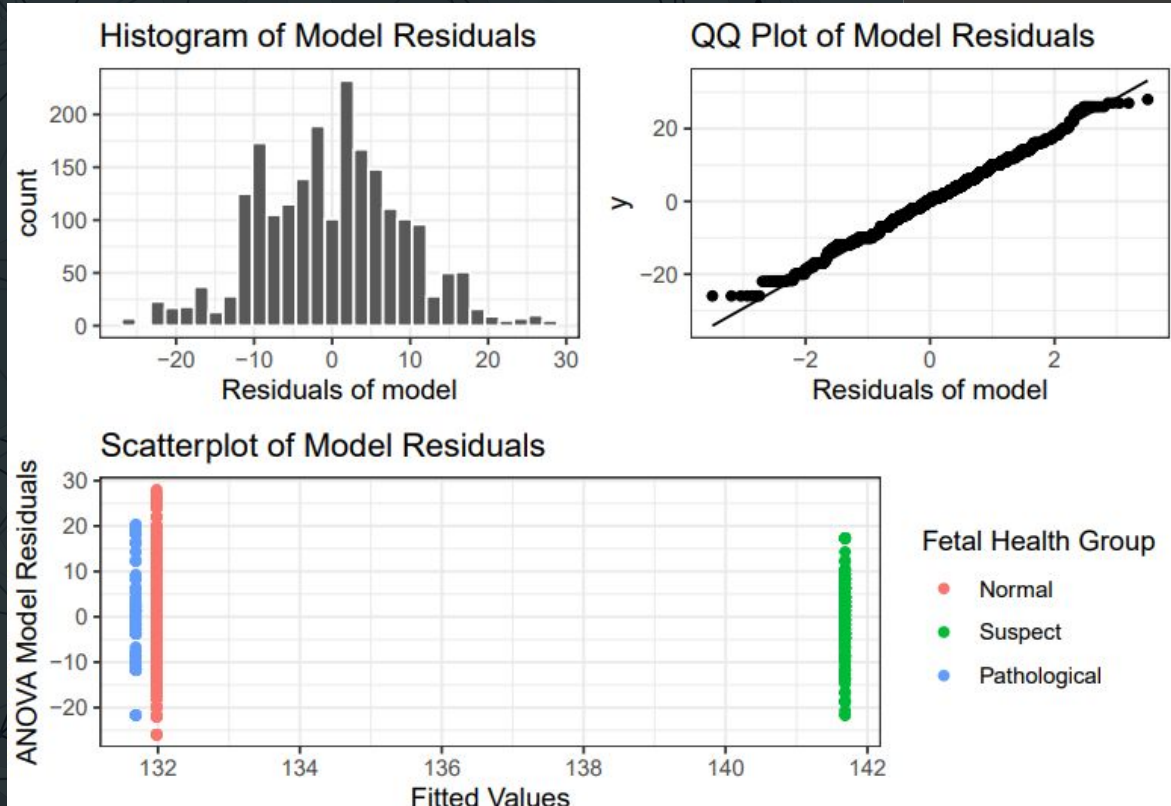 Histogram of Model Residuals
200
150
100
50
0
count
−20 −10 0 10 20 30
Residuals of model
QQ Plot of Model Residuals
20
0
−20
y
−2 0 2
Residuals of model
Scatterplot of Model Residuals
30
20
10
0
−10
−20
ANOVA Model Residuals
132 134 136 138 140 142
Fitted Values
Fetal Health Group
Normal
Suspect
Pathological